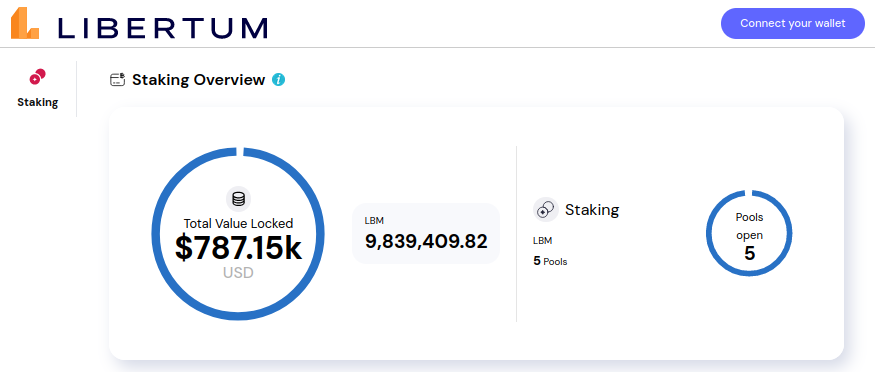 LIBERTUM
Connect your wallet
Staking
Staking Overview
i
Total Value Locked
$787.15k
USD
LBM
9,839,409.82
Staking
LBM
5 Pools
Pools
open
5